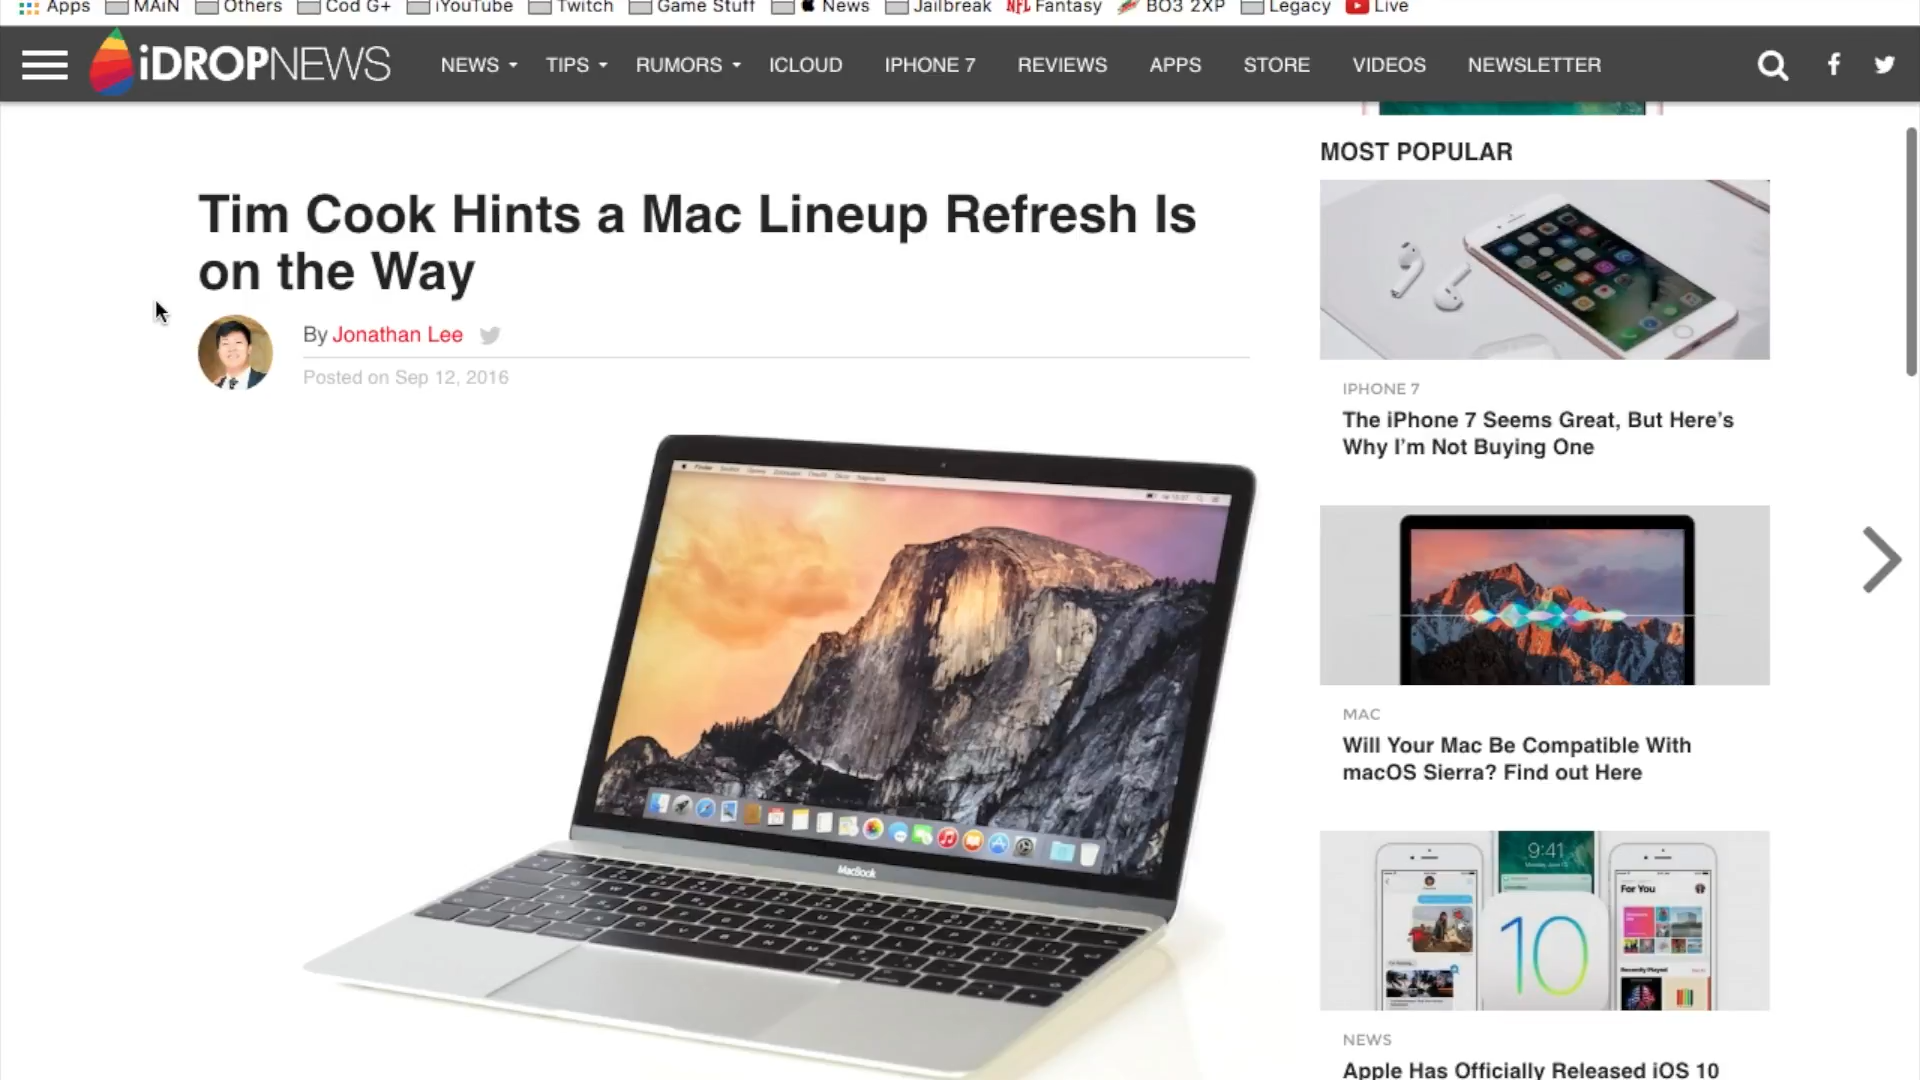 Apps MAiN Others Cod G+ iYouTube Twitch Game Stuff News Jailbreak NFL Fantasy BO3 2XP Legacy Live
iDROPNEWS NEWS TIPS RUMORS ICLOUD IPHONE 7 REVIEWS APPS STORE VIDEOS NEWSLETTER
Tim Cook Hints a Mac Lineup Refresh Is
on the Way
By Jonathan Lee
Posted on Sep 12, 2016
MacBook
MOST POPULAR
IPHONE 7
The iPhone 7 Seems Great, But Here's
Why I'm Not Buying One
MAC
Will Your Mac Be Compatible With
macOS Sierra? Find out Here
9:41
For You
10
Recently Played
NEWS
Apple Has Officially Released iOS 10